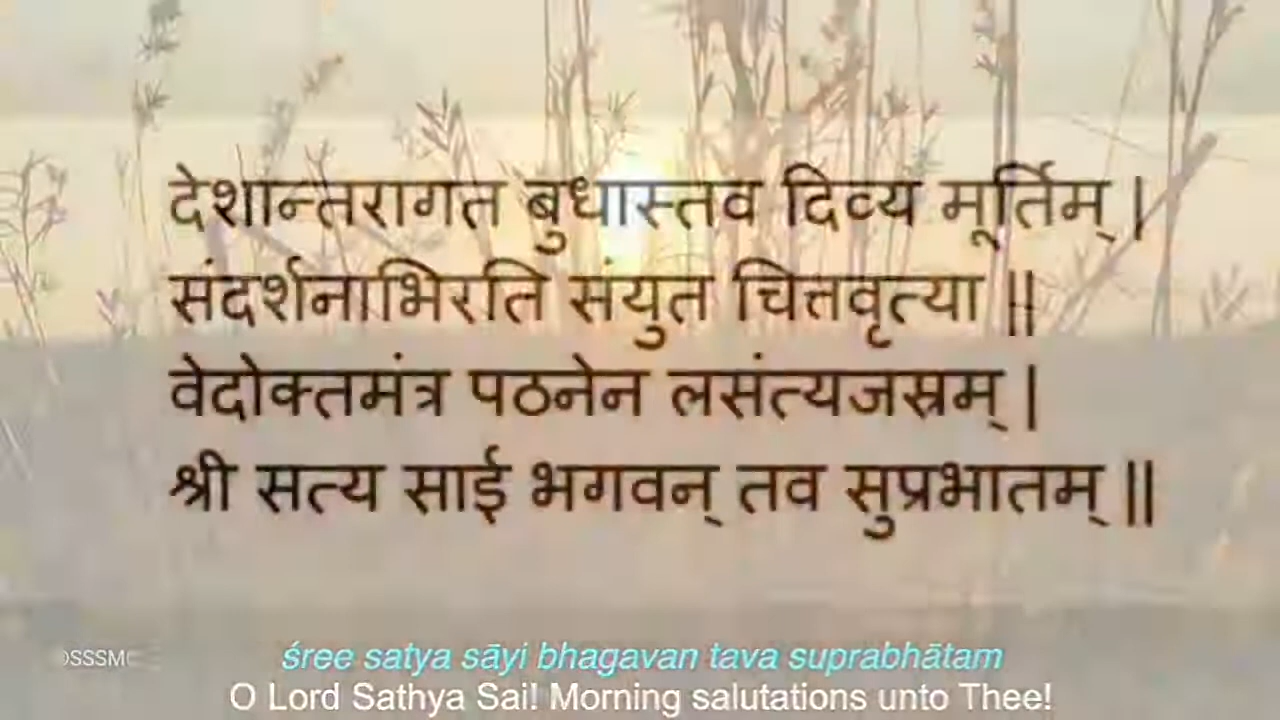 देशान्तरागत बुधास्तव दिव्य मूर्तिम् |
संदर्शनाभिरति संयुत चित्तवृत्या ||
वेदोक्तमंत्र पठनेन लसंत्यजस्रम् |
श्री सत्य साई भगवन् तव सुप्रभातम् ||
śree satya sāyi bhagavan tava suprabhātam
O Lord Sathya Sai! Morning salutations unto Thee!